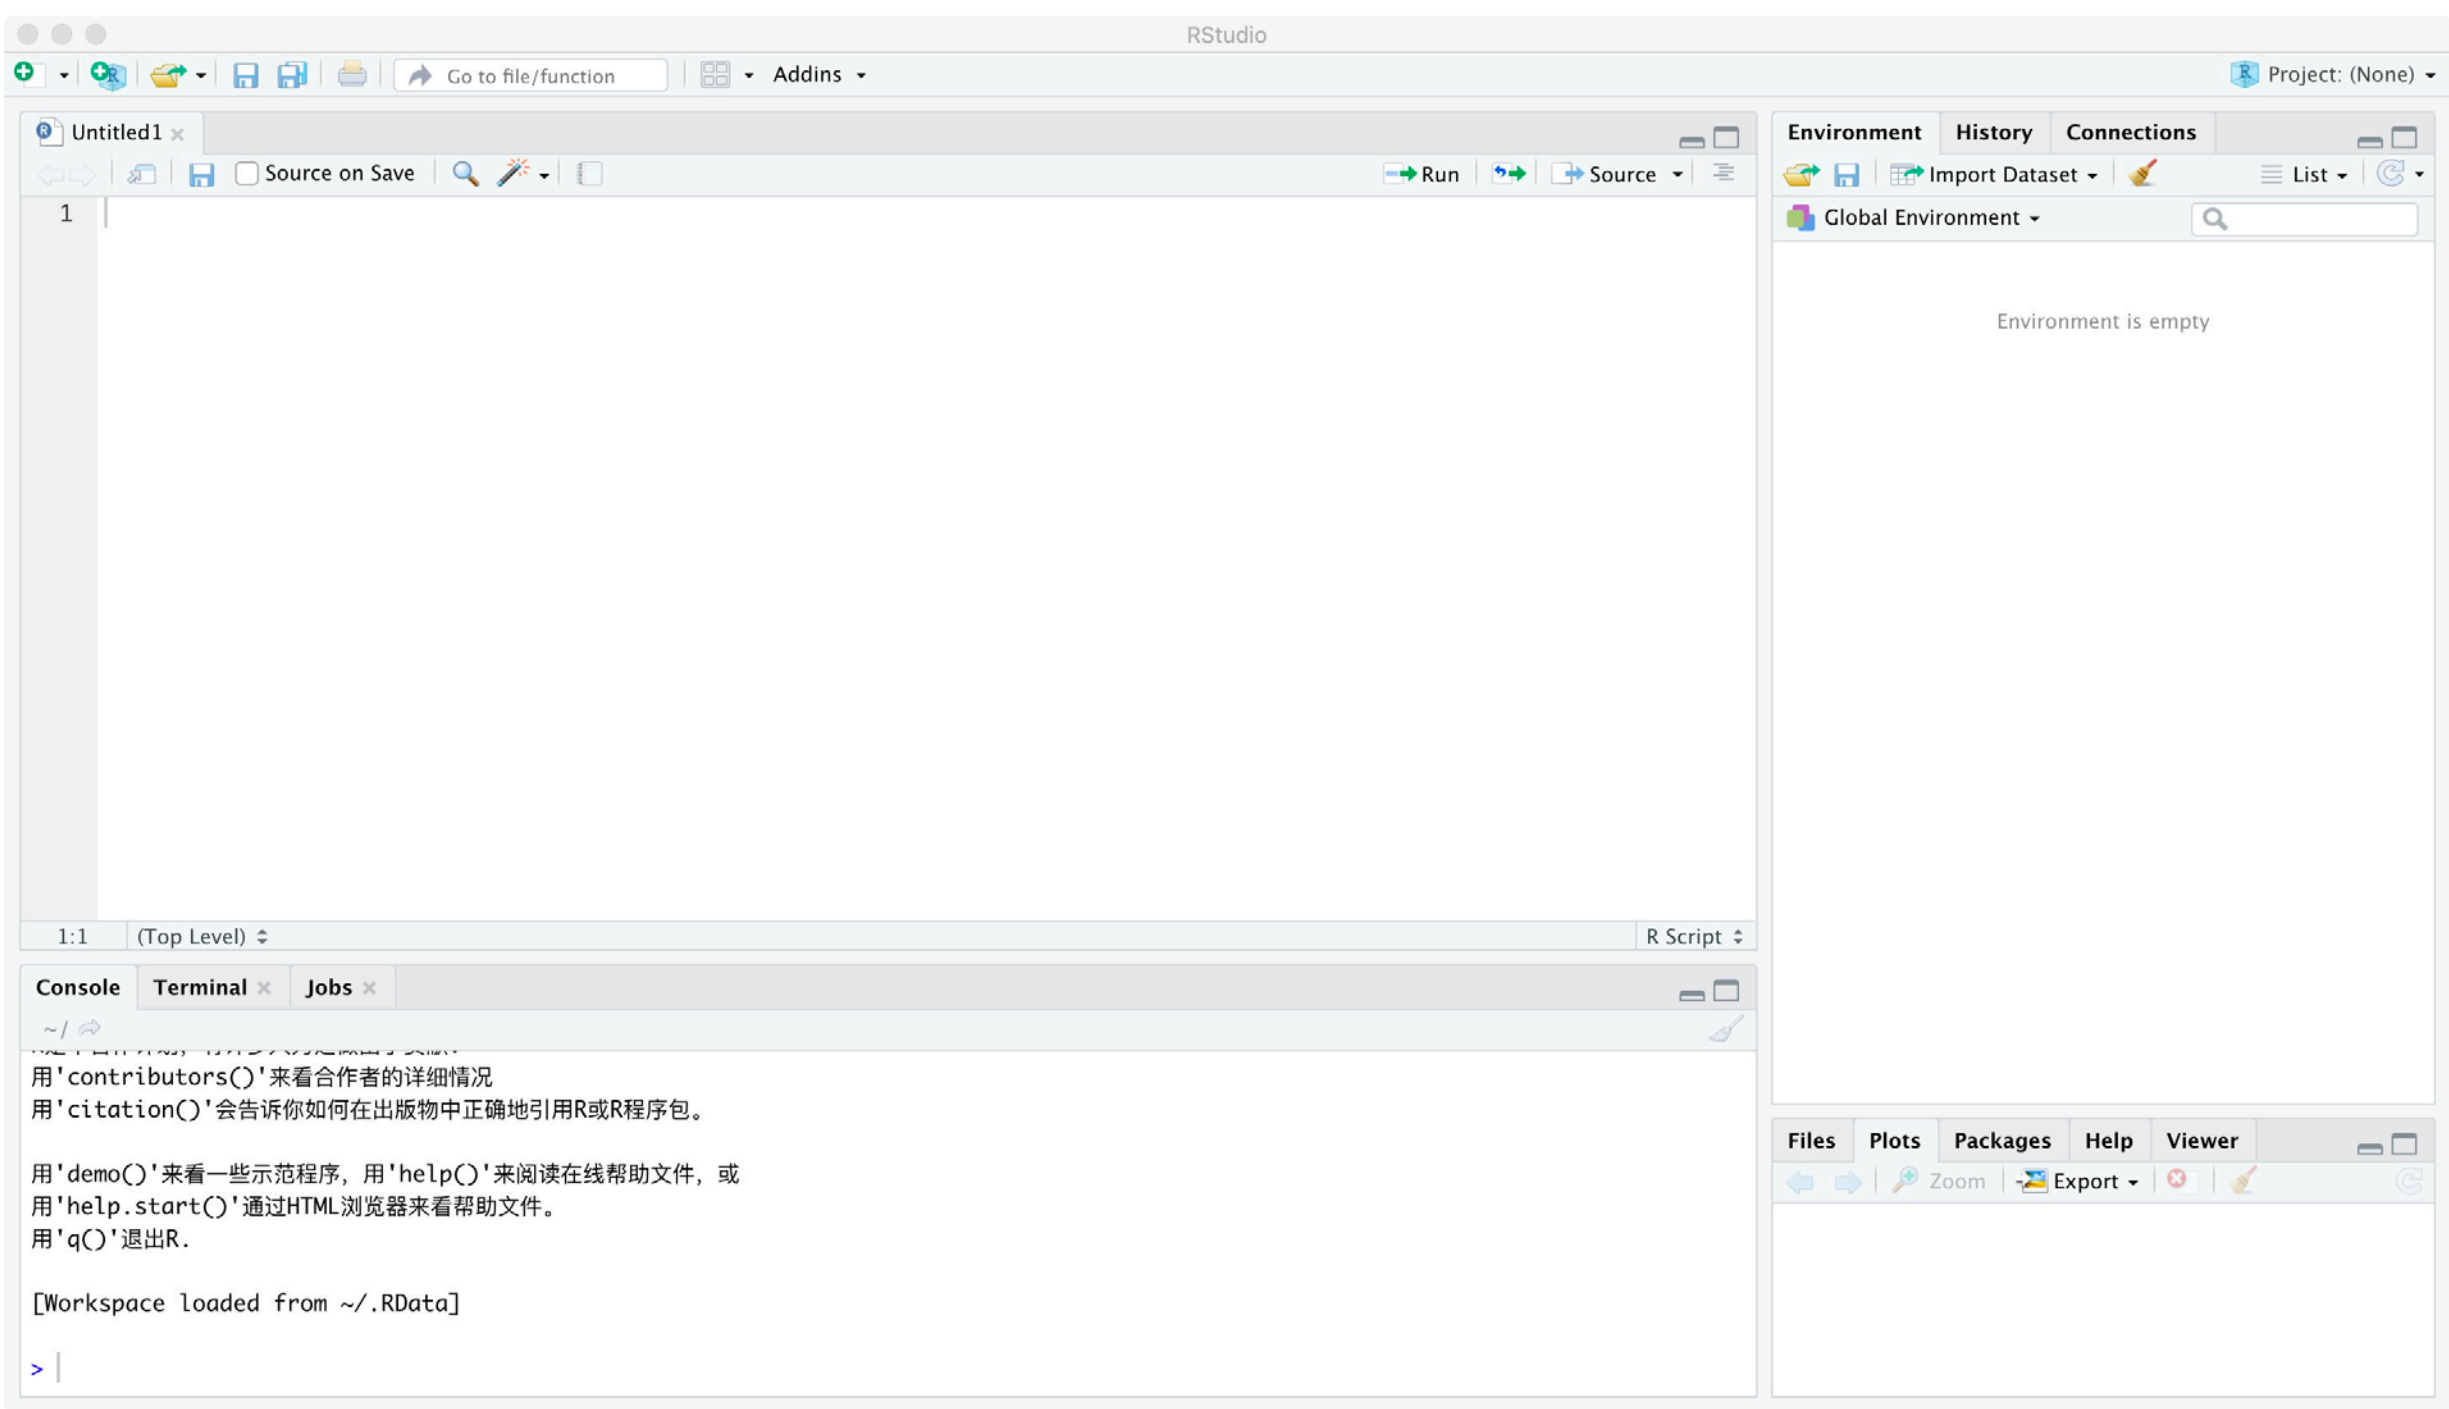 RStudio
Go to file/function
Addins
Project: (None)
Untitled1
Source on Save
Run
Source
1
1:1 (Top Level)
R Script
Console Terminal Jobs
~/
用'contributors()'来看合作者的详细情况
用'citation()'会告诉你如何在出版物中正确地引用R或R程序包。
用'demo()'来看一些示范程序，用'help()'来阅读在线帮助文件，或
用'help.start()'通过HTML浏览器来看帮助文件。
用'q()'退出R.
[Workspace loaded from ~/.RData]
>
Environment History Connections
Import Dataset
List
Global Environment
Environment is empty
Files Plots Packages Help Viewer
Zoom
Export